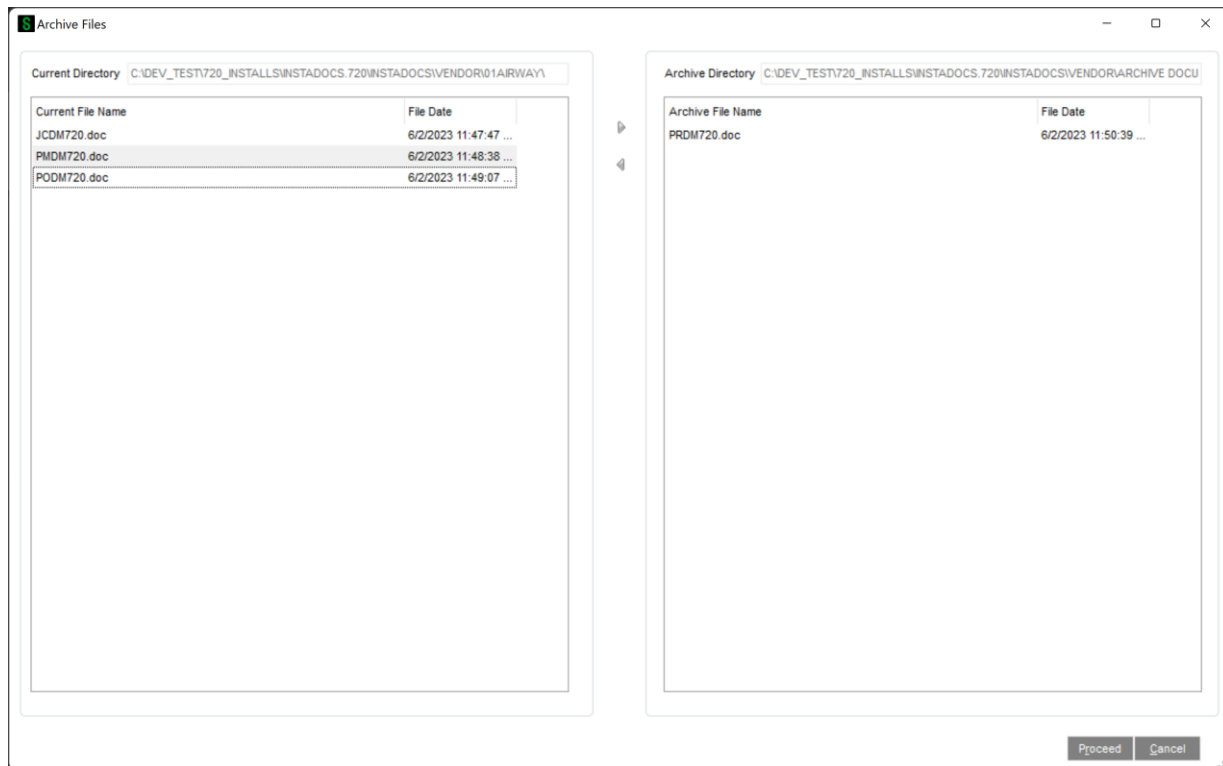 Archive Files
Current Directory C:\DEV_TEST\720_INSTALLS\INSTADOCS.720\INSTADOCS\VENDOR\01AIRWAY\
Current File Name File Date
JCDM720.doc 6/2/2023 11:47:47 ...
PMDM720.doc 6/2/2023 11:48:38 ...
PODM720.doc 6/2/2023 11:49:07 ...
Archive Directory C:\DEV_TEST\720_INSTALLS\INSTADOCS.720\INSTADOCS\VENDOR\ARCHIVE DOCU
Archive File Name File Date
PRDM720.doc 6/2/2023 11:50:39 ...
Proceed Cancel